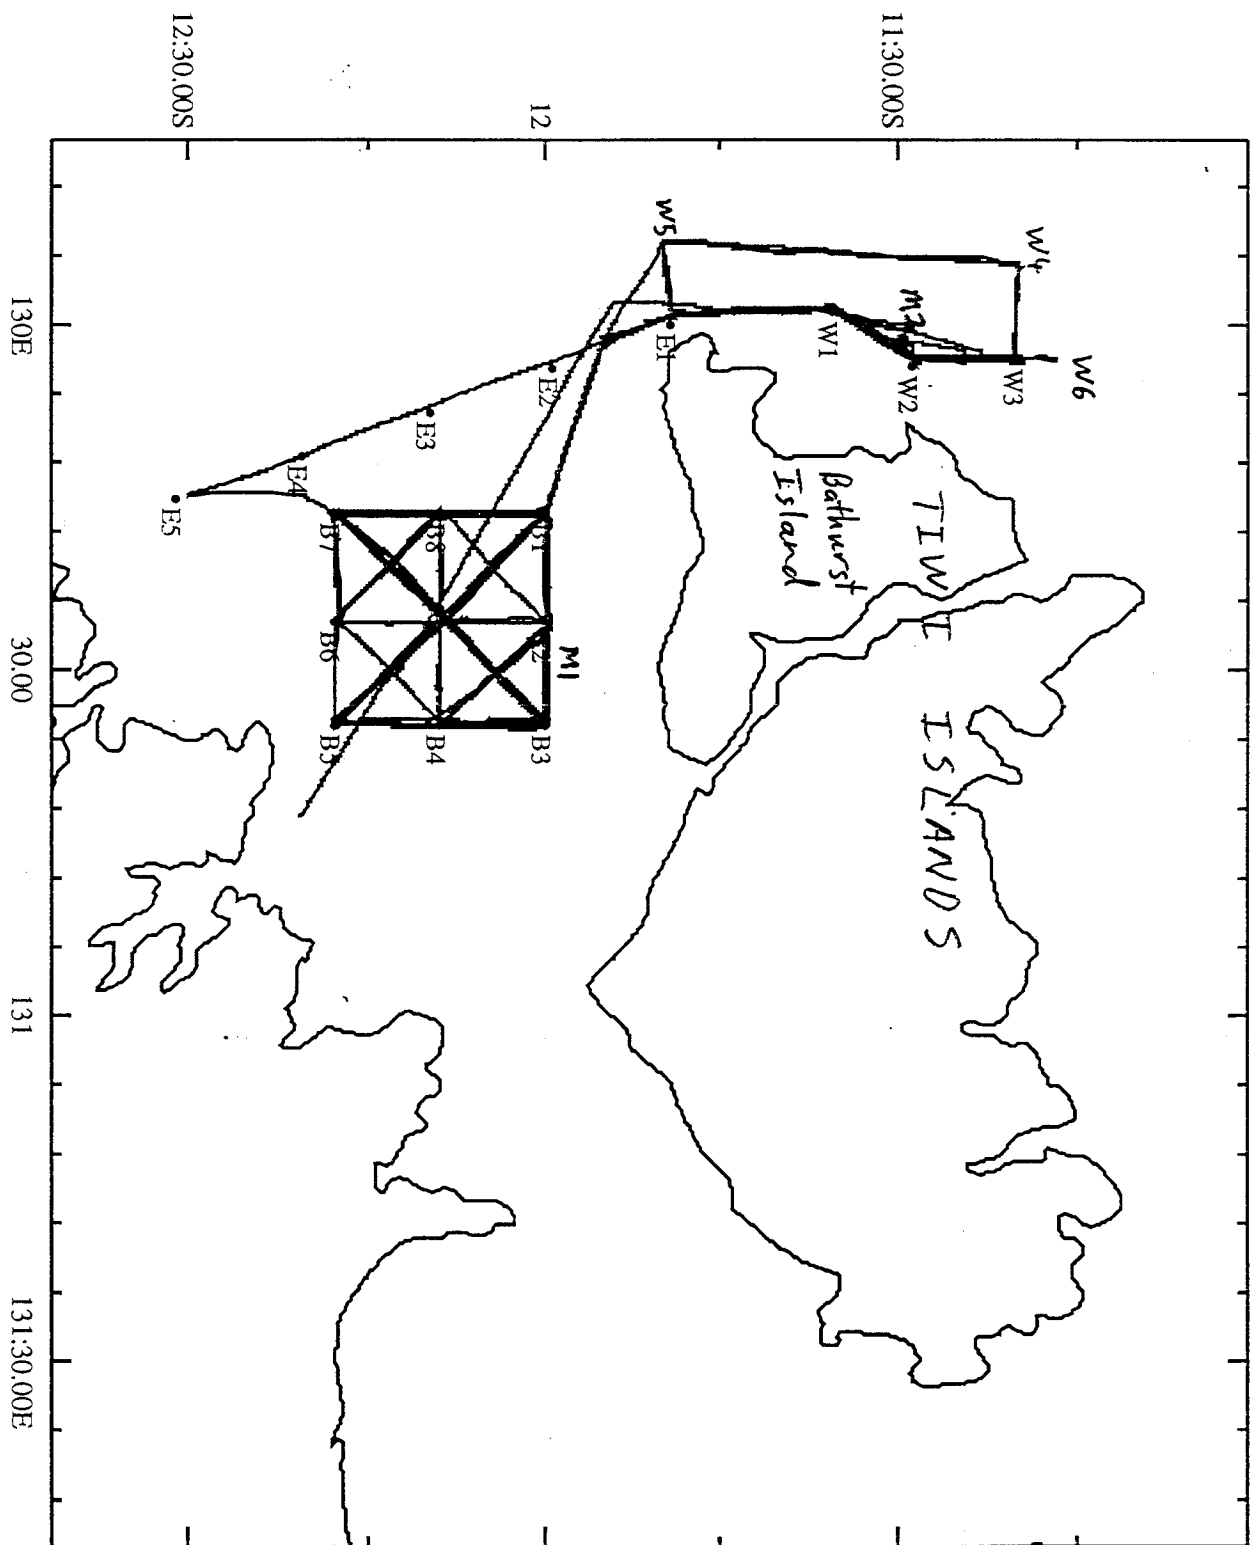 11:30.00S
12
12:30.00S
130E
30.00
131
131:30.00E
W4
W6
W3
W2
M2
W1
W5
E1
E2
E3
E4
E5
TIWI ISLANDS
Bathurst
Island
M1
B1
2
B3
B8
B4
B7
B6
B5